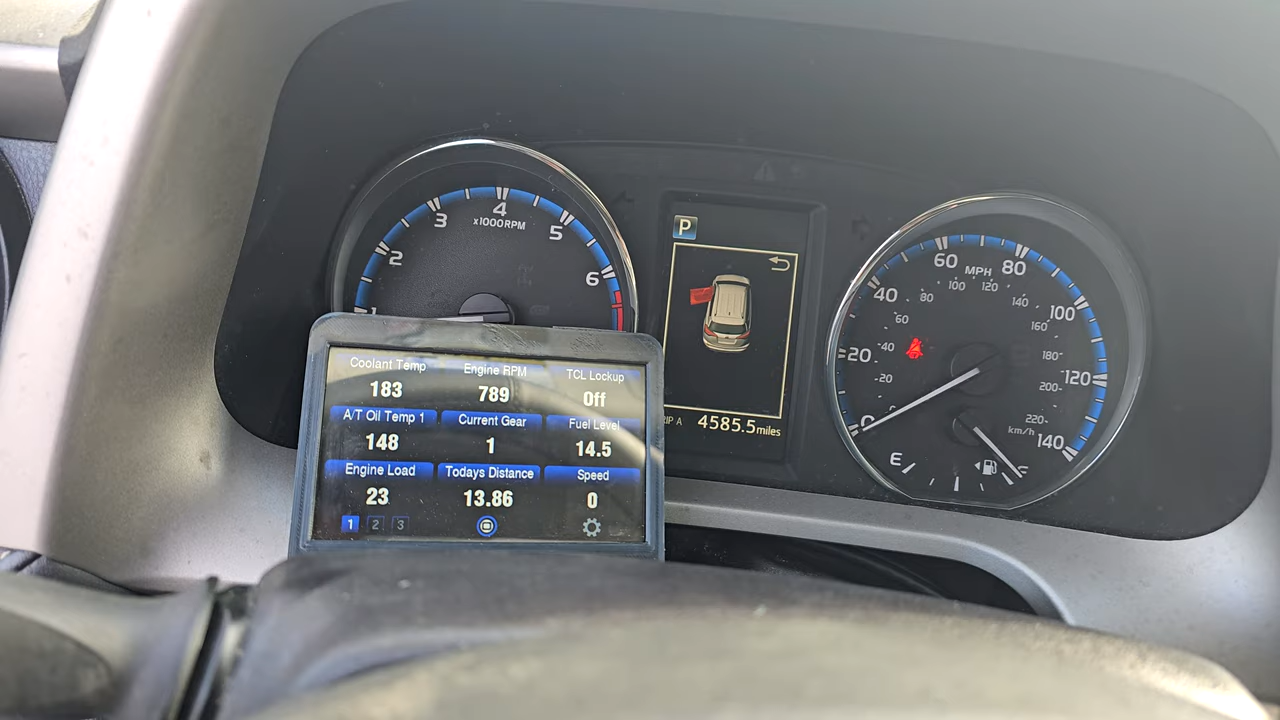 1
2
3
4
5
6
x1000RPM
P
TRIP A 4585.5 miles
MPH
0
20
40
60
80
100
120
140
20
40
60
80
100
120
140
160
180
200
220
km/h
E
F
Coolant Temp
183
Engine RPM
789
TCL Lockup
Off
A/T Oil Temp 1
148
Current Gear
1
Fuel Level
14.5
Engine Load
23
Todays Distance
13.86
Speed
0
1 2 3